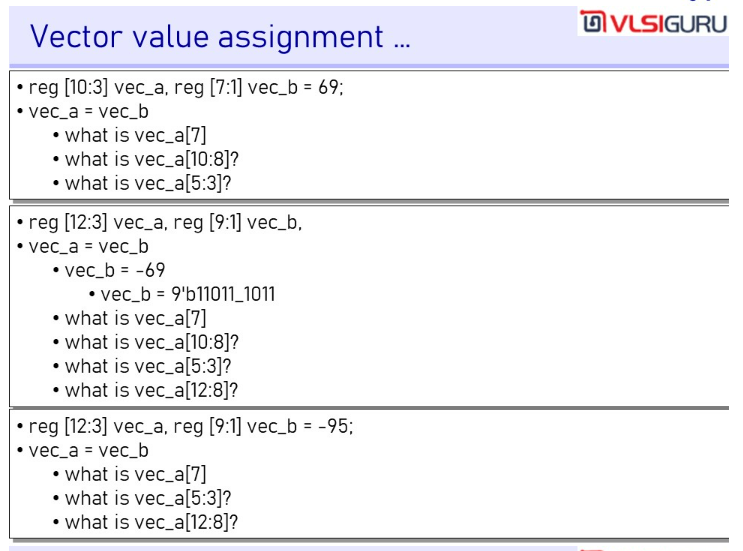 VLSIGURU
Vector value assignment ...
• reg [10:3] vec_a, reg [7:1] vec_b = 69;
• vec_a = vec_b
• what is vec_a[7]
• what is vec_a[10:8]?
• what is vec_a[5:3]?
• reg [12:3] vec_a, reg [9:1] vec_b,
• vec_a = vec_b
• vec_b = -69
• vec_b = 9'b11011_1011
• what is vec_a[7]
• what is vec_a[10:8]?
• what is vec_a[5:3]?
• what is vec_a[12:8]?
• reg [12:3] vec_a, reg [9:1] vec_b = -95;
• vec_a = vec_b
• what is vec_a[7]
• what is vec_a[5:3]?
• what is vec_a[12:8]?